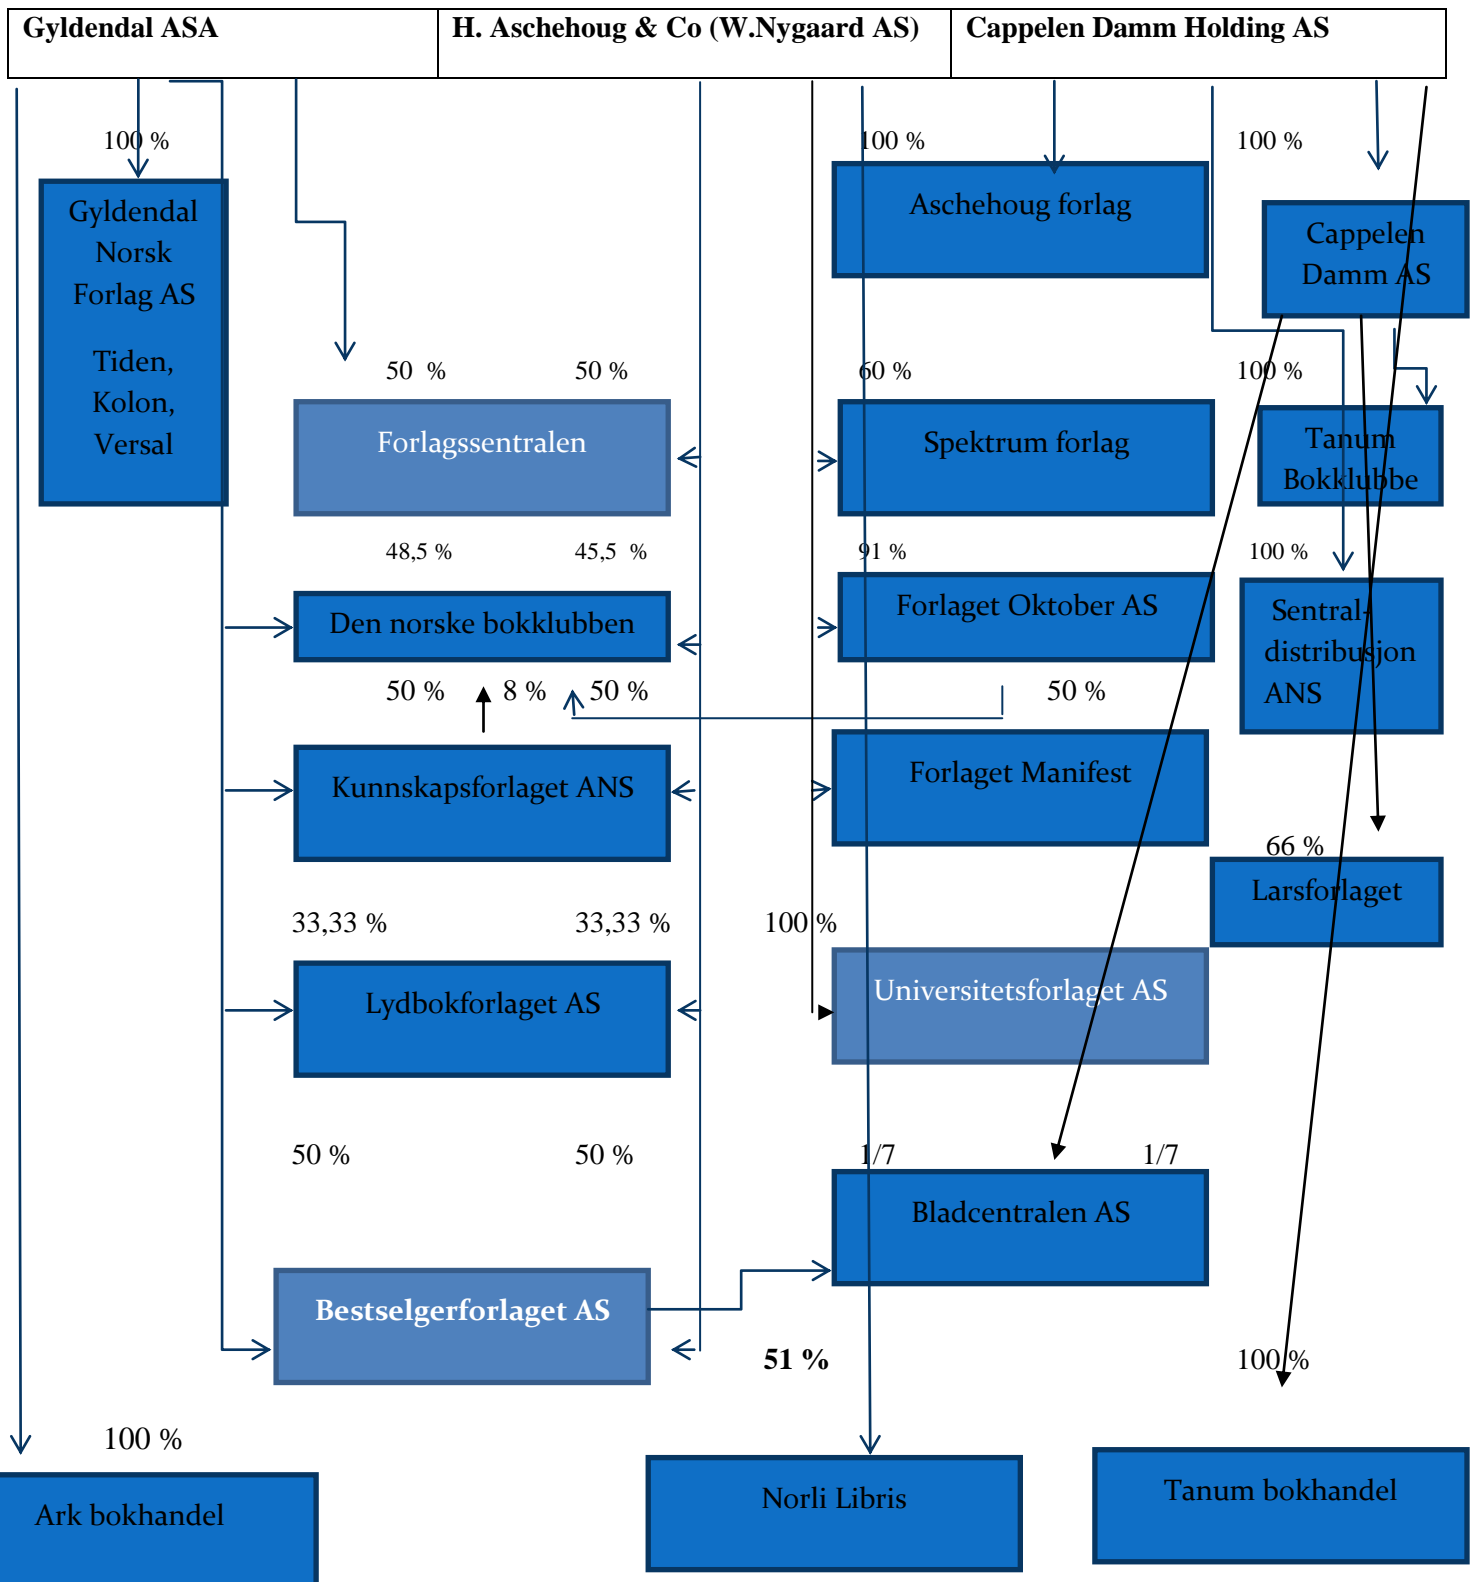 Gyldendal ASA
H. Aschehoug & Co (W.Nygaard AS)
Cappelen Damm Holding AS
100 %
100 %
100 %
Gyldendal
Norsk
Forlag AS
Tiden,
Kolon,
Versal
Aschehoug forlag
Cappelen
Damm AS
50 %
50 %
60 %
100 %
Forlagssentralen
Spektrum forlag
Tanum
Bokklubbe
48,5 %
45,5 %
91 %
100 %
Den norske bokklubben
Forlaget Oktober AS
Sentral-
distribusjon
ANS
50 %
8 %
50 %
50 %
Kunnskapsforlaget ANS
Forlaget Manifest
66 %
Larsforlaget
33,33 %
33,33 %
100 %
Lydbokforlaget AS
Universitetsforlaget AS
50 %
50 %
1/7
1/7
Bladcentralen AS
Bestselgerforlaget AS
51 %
100 %
100 %
Ark bokhandel
Norli Libris
Tanum bokhandel